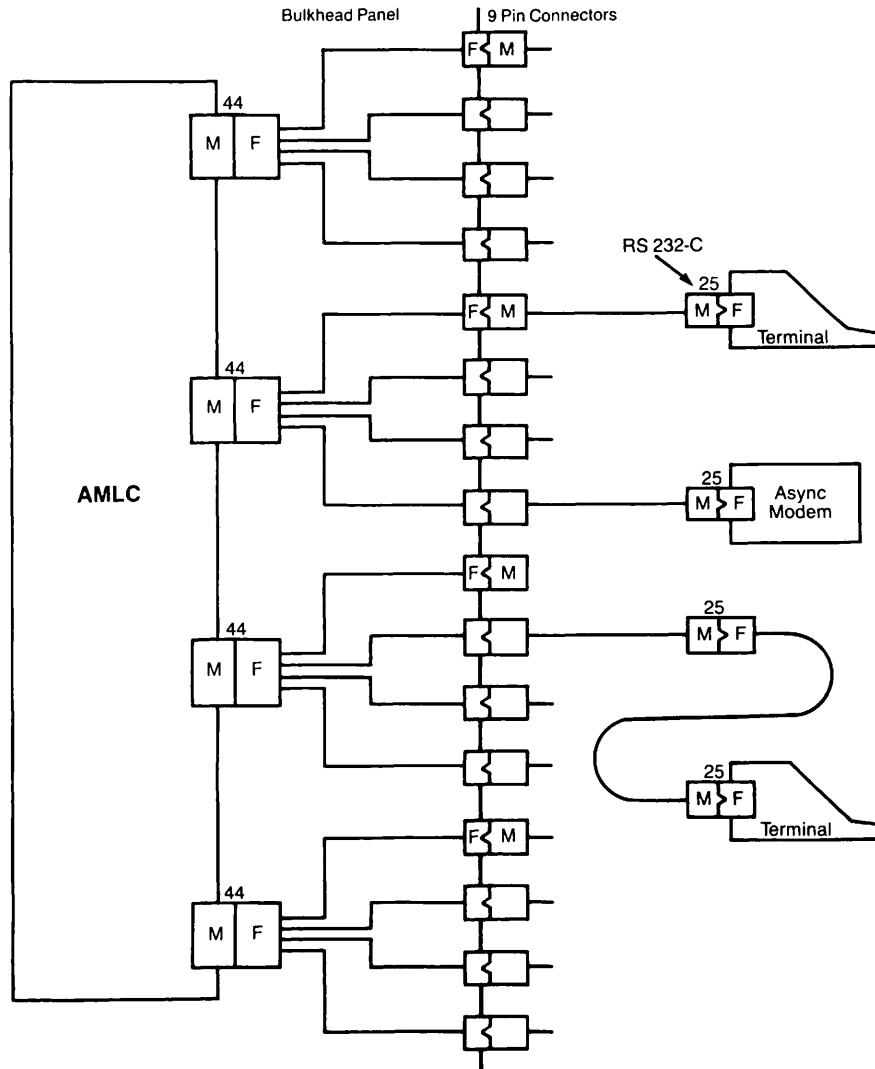 Bulkhead Panel
9 Pin Connectors
F M
44
M F
RS 232-C
25
F M
M F
Terminal
44
M F
AMLC
25
M F
Async
Modem
F M
25
44
M F
M F
25
M F
Terminal
F M
44
M F